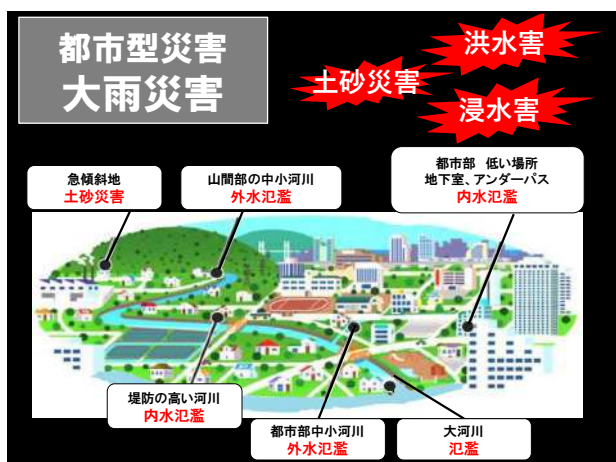 都市型災害
大雨災害
洪水害
土砂災害
浸水害
急傾斜地
土砂災害
山間部の中小河川
外水氾濫
都市部 低い場所
地下室、アンダーパス
内水氾濫
堤防の高い河川
内水氾濫
都市部中小河川
外水氾濫
大河川
氾濫